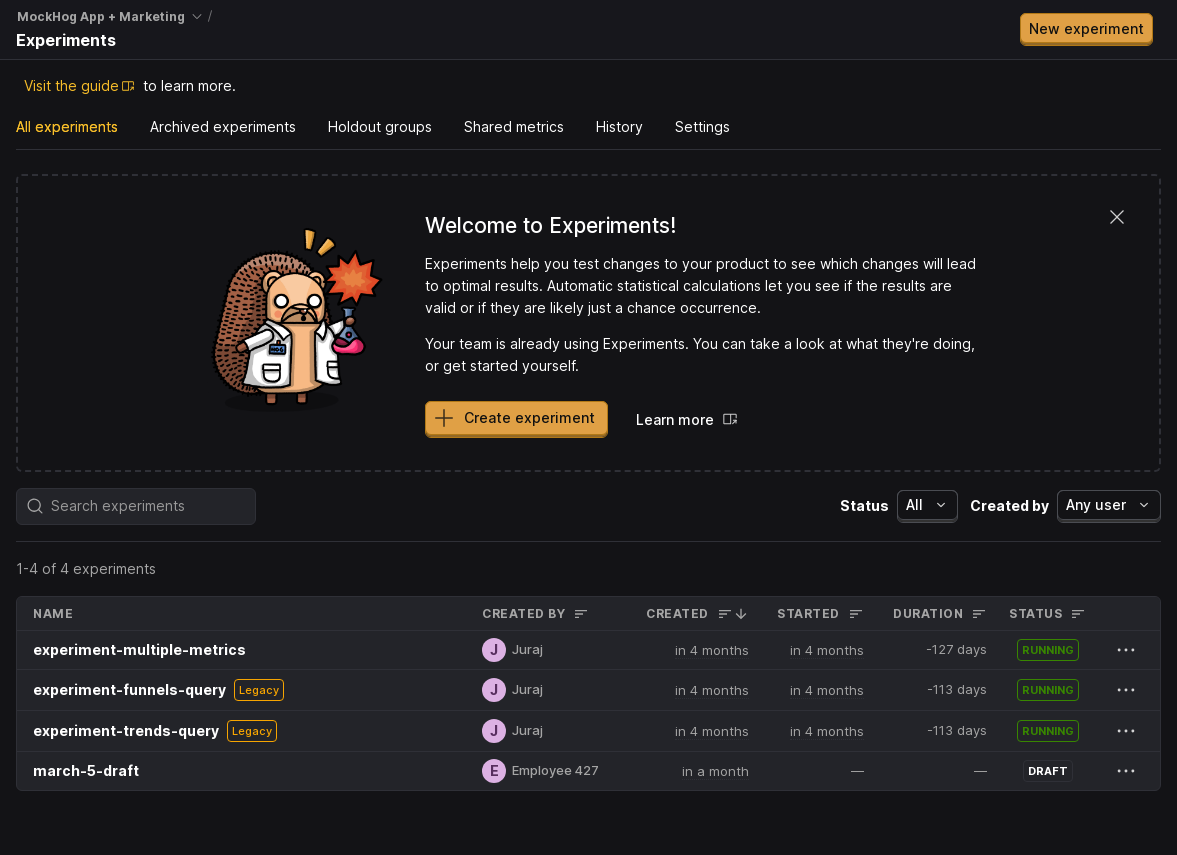 MockHog App + Marketing /
Experiments
New experiment
Visit the guide to learn more.
All experiments Archived experiments Holdout groups Shared metrics History Settings
Welcome to Experiments!
Experiments help you test changes to your product to see which changes will lead
to optimal results. Automatic statistical calculations let you see if the results are
valid or if they are likely just a chance occurrence.
Your team is already using Experiments. You can take a look at what they're doing,
or get started yourself.
Create experiment Learn more
Search experiments Status All Created by Any user
1-4 of 4 experiments
NAME CREATED BY CREATED STARTED DURATION STATUS
experiment-multiple-metrics J Juraj in 4 months in 4 months -127 days RUNNING
experiment-funnels-query Legacy J Juraj in 4 months in 4 months -113 days RUNNING
experiment-trends-query Legacy J Juraj in 4 months in 4 months -113 days RUNNING
march-5-draft E Employee 427 in a month — — DRAFT